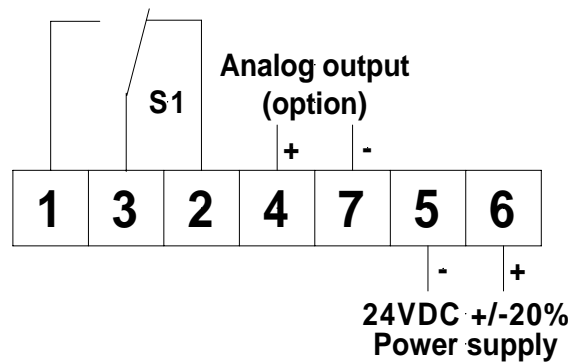 Analog output
(option)
S1
+ -
1 3 2 4 7 5 6
- +
24VDC +/-20%
Power supply